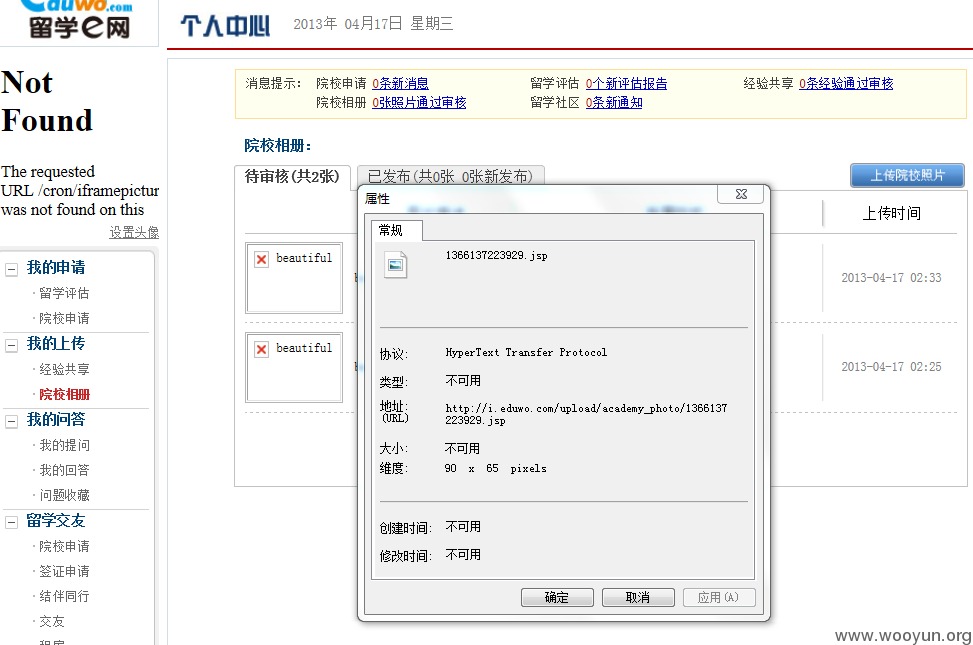 eduwo.com
留学e网
个人中心
2013年 04月17日 星期三
Not
Found
The requested
URL /cron/iframepictur
was not found on this
设置头像
消息提示： 院校申请 0条新消息 留学评估 0个新评估报告 经验共享 0条经验通过审核
院校相册 0张照片通过审核 留学社区 0条新通知
院校相册：
待审核(共2张) 已发布(共0张 0张新发布) 上传院校照片
上传时间
beautiful
2013-04-17 02:33
beautiful
2013-04-17 02:25
我的申请
·留学评估
·院校申请
我的上传
·经验共享
·院校相册
我的问答
·我的提问
·我的回答
·问题收藏
留学交友
·院校申请
·签证申请
·结伴同行
·交友
属性
常规
1366137223929.jsp
协议: HyperText Transfer Protocol
类型: 不可用
地址: http://i.eduwo.com/upload/academy_photo/1366137
(URL) 223929.jsp
大小: 不可用
维度: 90 x 65 pixels
创建时间: 不可用
修改时间: 不可用
确定 取消 应用(A)
www.wooyun.org